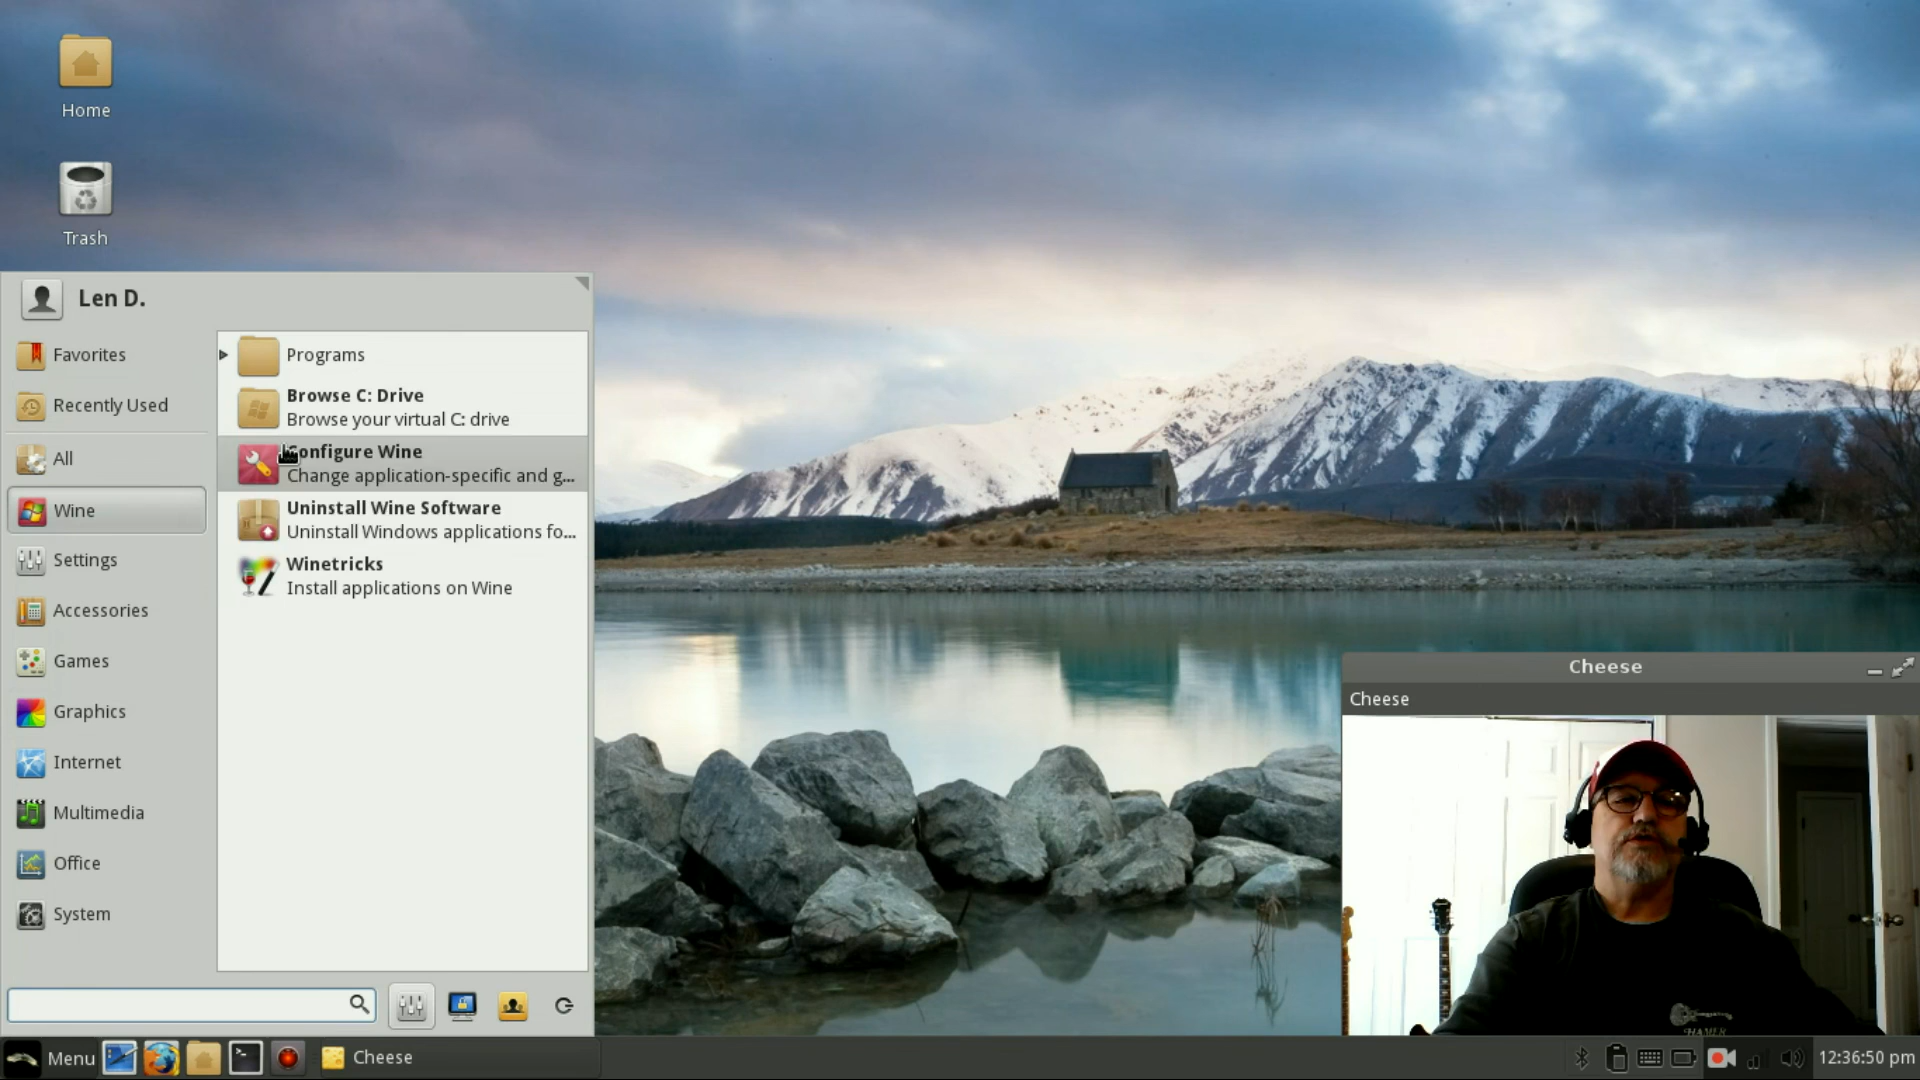 Home
Trash
Len D.
Favorites
Recently Used
All
Wine
Settings
Accessories
Games
Graphics
Internet
Multimedia
Office
System
Programs
Browse C: Drive
Browse your virtual C: drive
Configure Wine
Change application-specific and g...
Uninstall Wine Software
Uninstall Windows applications fo...
Winetricks
Install applications on Wine
Cheese
Cheese
HAMER
Menu
Cheese
12:36:50 pm